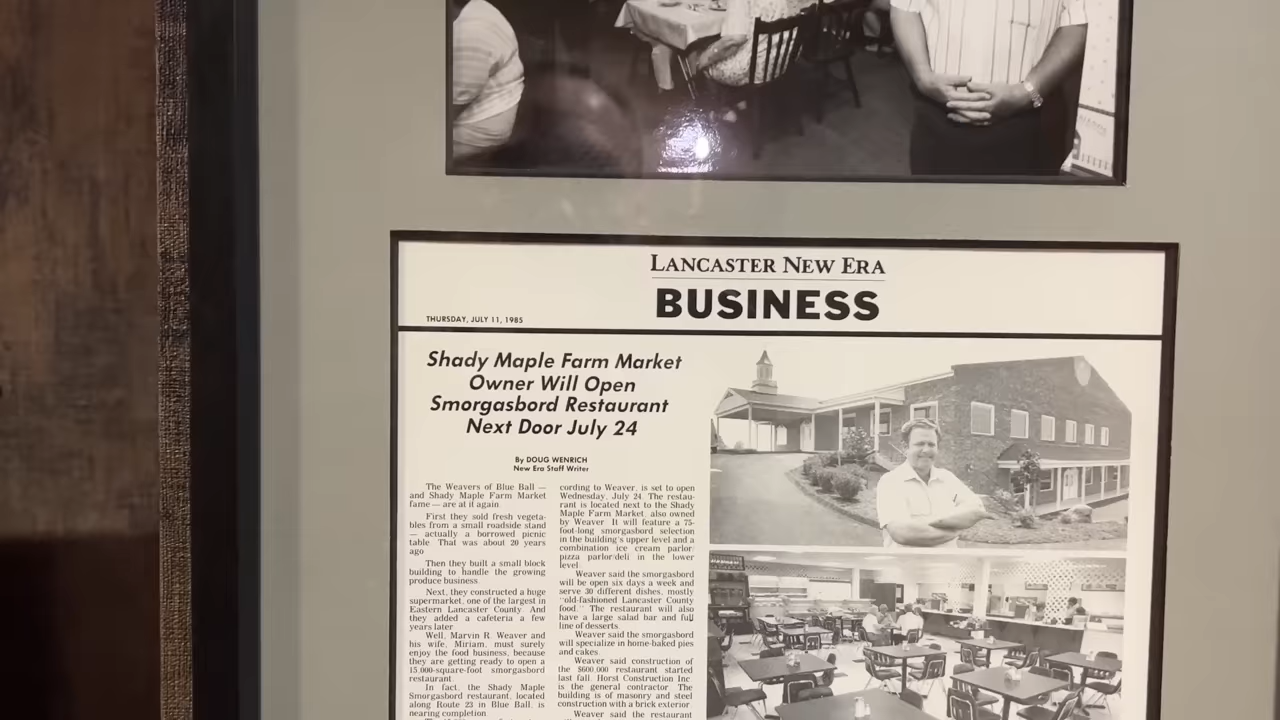 LANCASTER NEW ERA
BUSINESS
THURSDAY, JULY 11, 1985
Shady Maple Farm Market
Owner Will Open
Smorgasbord Restaurant
Next Door July 24
By DOUG WENRICH
New Era Staff Writer
The Weavers of Blue Ball —
and Shady Maple Farm Market
fame — are at it again.
First they sold fresh vegeta-
bles from a small roadside stand
— actually a borrowed picnic
table. That was about 20 years
ago
Then they built a small block
building to handle the growing
produce business.
Next, they constructed a huge
supermarket, one of the largest in
Eastern Lancaster County. And
they added a cafeteria a few
years later.
Well, Marvin R. Weaver and
his wife, Miriam, must surely
enjoy the food business, because
they are getting ready to open a
15,000-square-foot smorgasbord
restaurant.
In fact, the Shady Maple
Smorgasbord restaurant, located
along Route 23 in Blue Ball, is
nearing completion.
cording to Weaver, is set to open
Wednesday, July 24. The restau-
rant is located next to the Shady
Maple Farm Market, also owned
by Weaver. It will feature a 75-
foot-long smorgasbord selection
in the building's upper level and a
combination ice cream parlor/
pizza parlor/deli in the lower
level.
Weaver said the smorgasbord
will be open six days a week and
serve 30 different dishes, mostly
"old-fashioned Lancaster County
food." The restaurant will also
have a large salad bar and full
line of desserts.
Weaver said the smorgasbord
will specialize in home-baked pies
and cakes.
Weaver said construction of
the $600,000 restaurant started
last fall. Horst Construction Inc.
is the general contractor. The
building is of masonry and steel
construction with a brick exterior.
Weaver said the restaurant